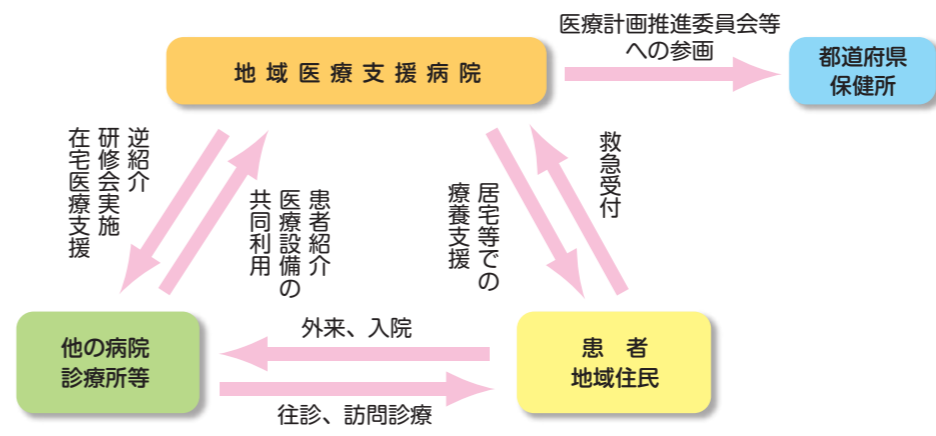 医療計画推進委員会等
への参画
地域医療支援病院
都道府県
保健所
逆紹介
研修会実施
在宅医療支援
患者紹介
医療設備の
共同利用
居宅等での
療養支援
救急受付
他の病院
診療所等
外来、入院
患　者
地域住民
往診、訪問診療